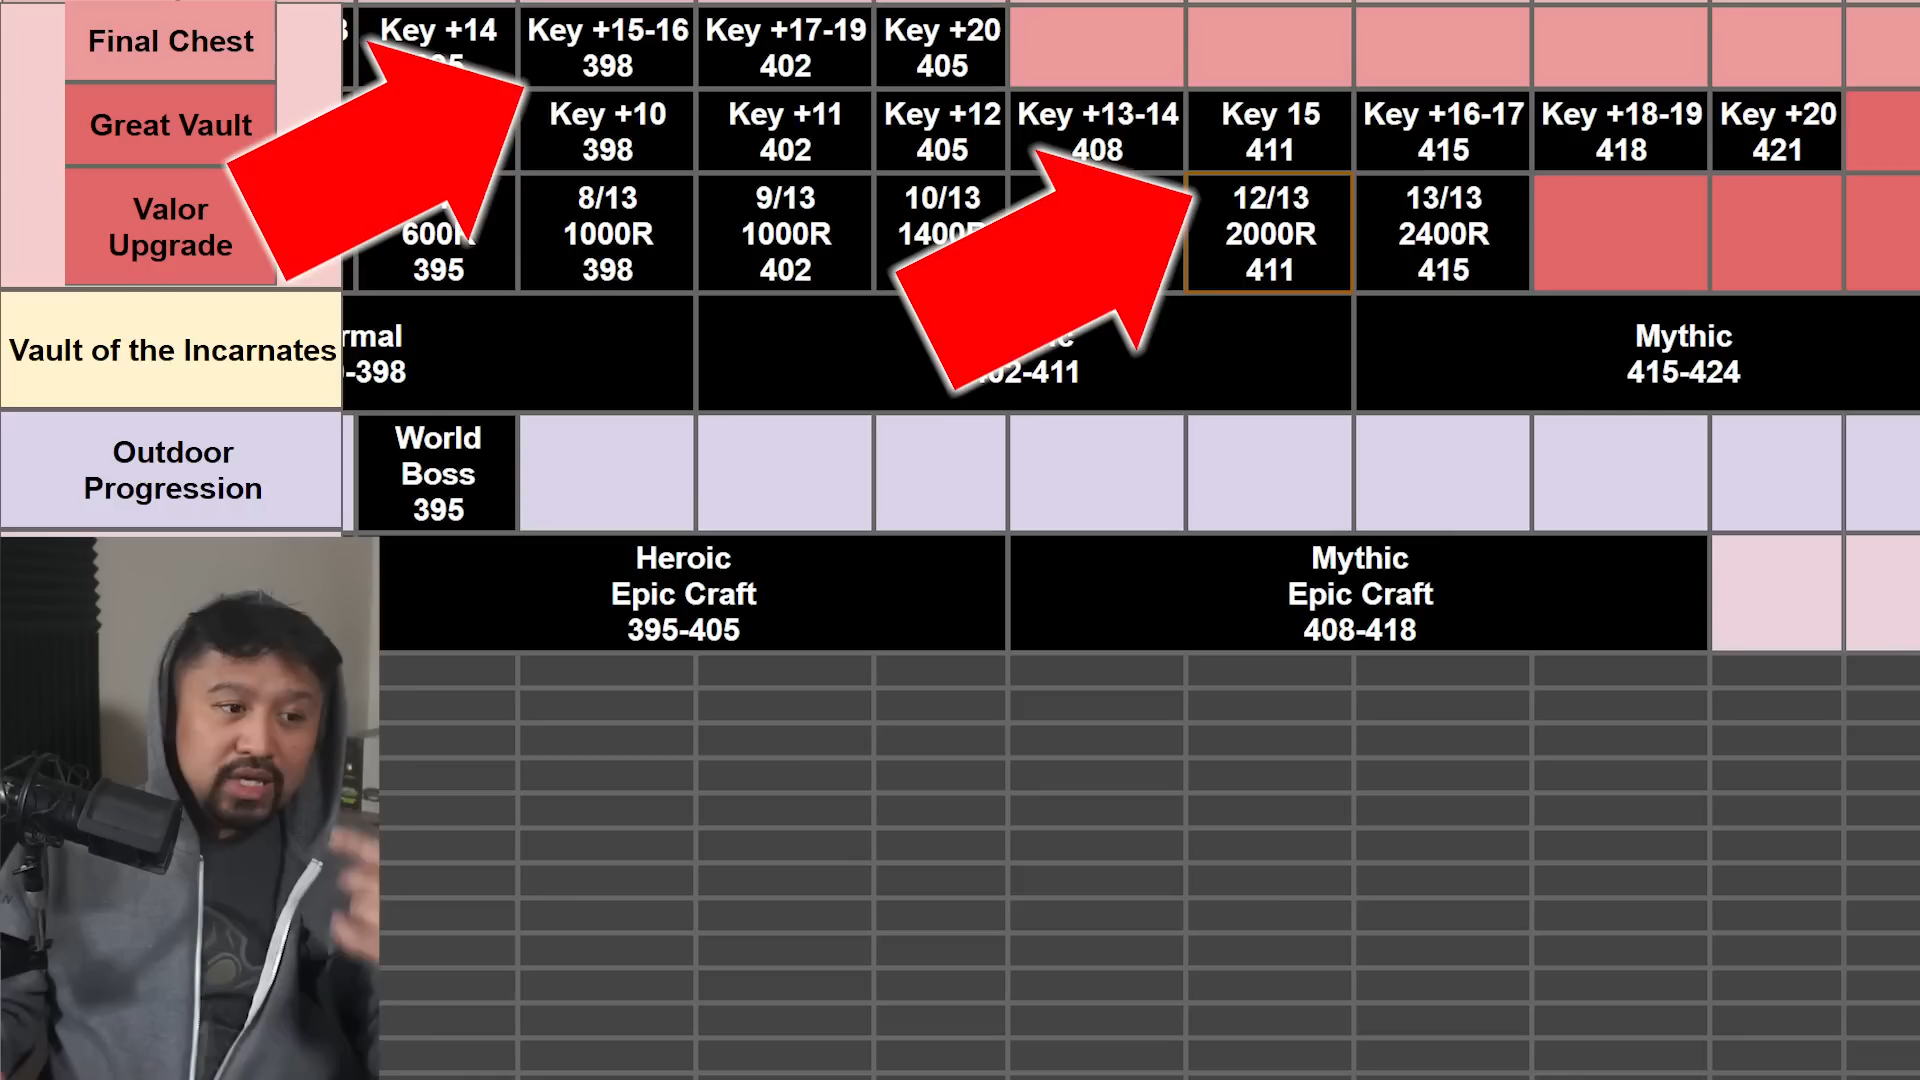 Final Chest
Key +14
Key +15-16
398
Key +17-19
402
Key +20
405
Great Vault
Key +10
398
Key +11
402
Key +12
405
Key +13-14
408
Key 15
411
Key +16-17
415
Key +18-19
418
Key +20
421
Valor
Upgrade
600R
395
8/13
1000R
398
9/13
1000R
402
10/13
12/13
2000R
411
13/13
2400R
415
Vault of the Incarnates
rmal
-398
02-411
Mythic
415-424
Outdoor
Progression
World
Boss
395
Heroic
Epic Craft
395-405
Mythic
Epic Craft
408-418